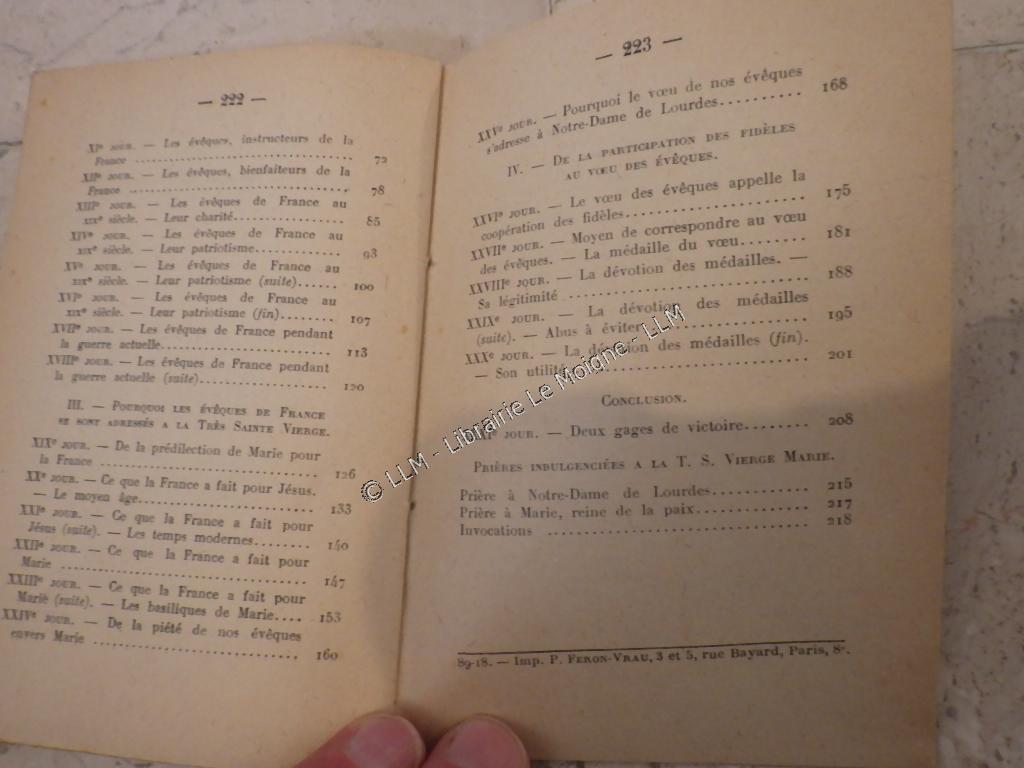 — 222 —
XIe JOUR. — Les évêques, instructeurs de la
France ........ 72
XIIe JOUR. — Les évêques, bienfaiteurs de la
France ........ 78
XIIIe JOUR. — Les évêques de France au
XIXe siècle. — Leur charité........ 85
XIVe JOUR. — Les évêques de France au
XIXe siècle. — Leur patriotisme........ 93
XVe JOUR. — Les évêques de France au
XIXe siècle. — Leur patriotisme (suite)..... 100
XVIe JOUR. — Les évêques de France au
XIXe siècle. — Leur patriotisme (fin)........ 107
XVIIe JOUR. — Les évêques de France pendant
la guerre actuelle........ 113
XVIIIe JOUR. — Les évêques de France pendant
la guerre actuelle (suite)........ 120
III. — POURQUOI LES ÉVÊQUES DE FRANCE
SE SONT ADRESSÉS A LA TRÈS SAINTE VIERGE.
XIXe JOUR. — De la prédilection de Marie pour
la France ........ 126
XXe JOUR. — Ce que la France a fait pour Jésus.
— Le moyen âge........ 133
XXIe JOUR. — Ce que la France a fait pour
Jésus (suite). — Les temps modernes........ 140
XXIIe JOUR. — Ce que la France a fait pour
Marie ........ 147
XXIIIe JOUR. — Ce que la France a fait pour
Marie (suite). — Les basiliques de Marie.... 153
XXIVe JOUR. — De la piété de nos évêques
envers Marie ........ 160
— 223 —
XXVe JOUR. — Pourquoi le vœu de nos évêques
s'adresse à Notre-Dame de Lourdes.......... 168
IV. — DE LA PARTICIPATION DES FIDÈLES
AU VŒU DES ÉVÊQUES.
XXVIe JOUR. — Le vœu des évêques appelle la
coopération des fidèles........ 175
XXVIIe JOUR. — Moyen de correspondre au vœu
des évêques. — La médaille du vœu........ 181
XXVIIIe JOUR. — La dévotion des médailles. —
Sa légitimité ........ 188
XXIXe JOUR. — La dévotion des médailles
(suite). — Abus à éviter........ 195
XXXe JOUR. — La dévotion des médailles (fin).
— Son utilité........ 201
CONCLUSION.
JOUR. — Deux gages de victoire........ 208
PRIÈRES INDULGENCIÉES A LA T. S. VIERGE MARIE.
Prière à Notre-Dame de Lourdes........ 215
Prière à Marie, reine de la paix........ 217
Invocations ........ 218
89-18. — Imp. P. FERON-VRAU, 3 et 5, rue Bayard, Paris, 8e.
© LLM - Librairie Le Moigne - LLM